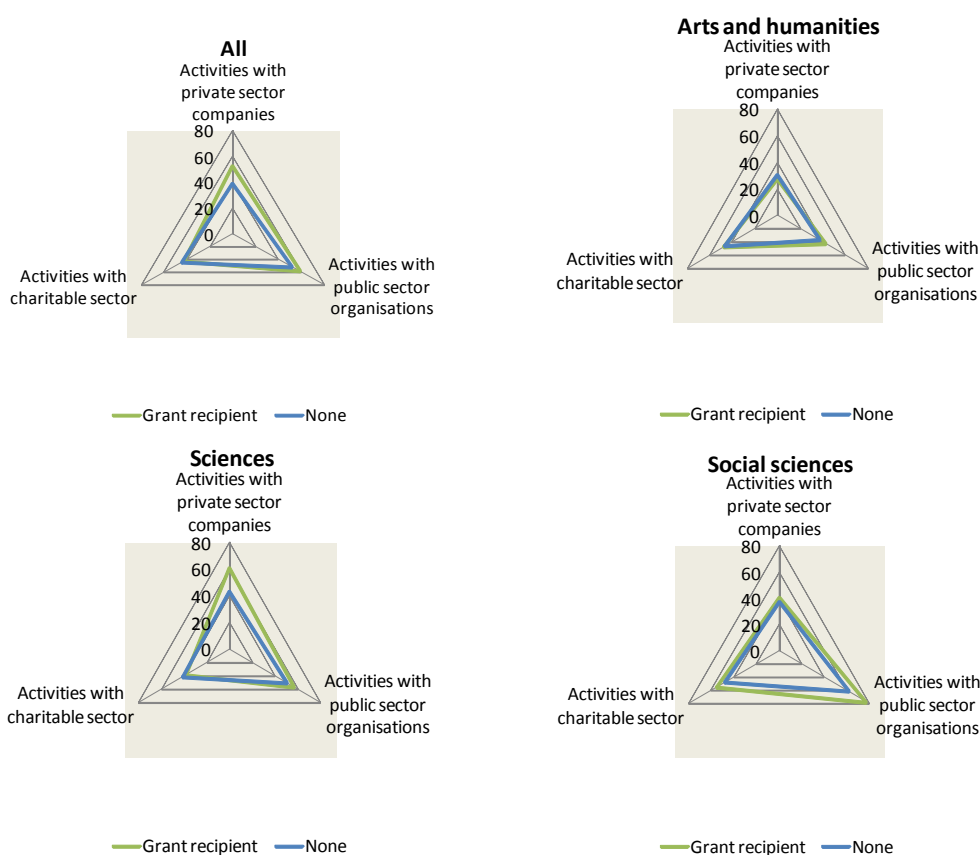 All
Activities with
private sector
companies
80
60
40
20
0
Activities with
charitable sector
Activities with
public sector
organisations
Grant recipient
None
Arts and humanities
Activities with
private sector
companies
80
60
40
20
0
Activities with
charitable sector
Activities with
public sector
organisations
Grant recipient
None
Sciences
Activities with
private sector
companies
80
60
40
20
0
Activities with
charitable sector
Activities with
public sector
organisations
Grant recipient
None
Social sciences
Activities with
private sector
companies
80
60
40
20
0
Activities with
charitable sector
Activities with
public sector
organisations
Grant recipient
None